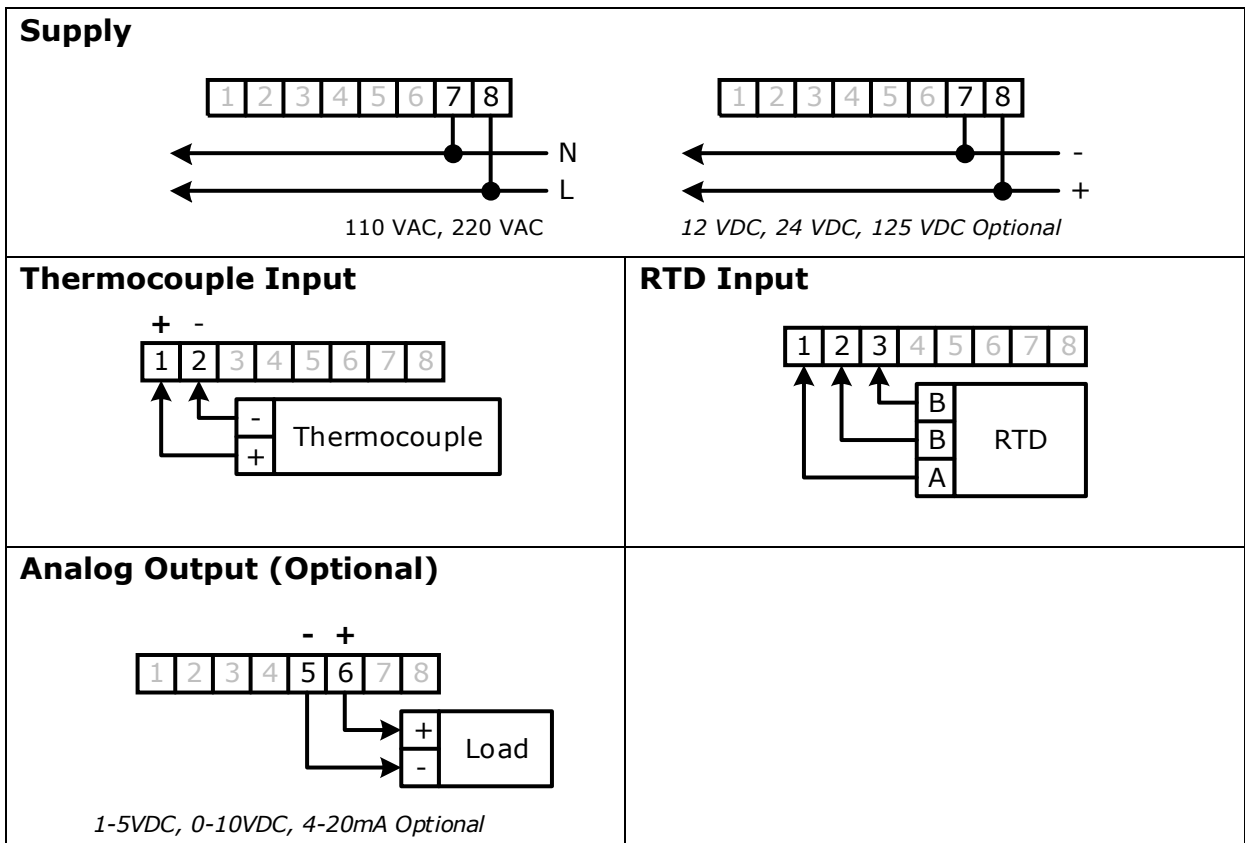 Supply
1 2 3 4 5 6 7 8
N
L
110 VAC, 220 VAC
1 2 3 4 5 6 7 8
-
+
12 VDC, 24 VDC, 125 VDC Optional
Thermocouple Input
+ -
1 2 3 4 5 6 7 8
-
Thermocouple
+
RTD Input
1 2 3 4 5 6 7 8
B
B RTD
A
Analog Output (Optional)
- +
1 2 3 4 5 6 7 8
+
Load
-
1-5VDC, 0-10VDC, 4-20mA Optional